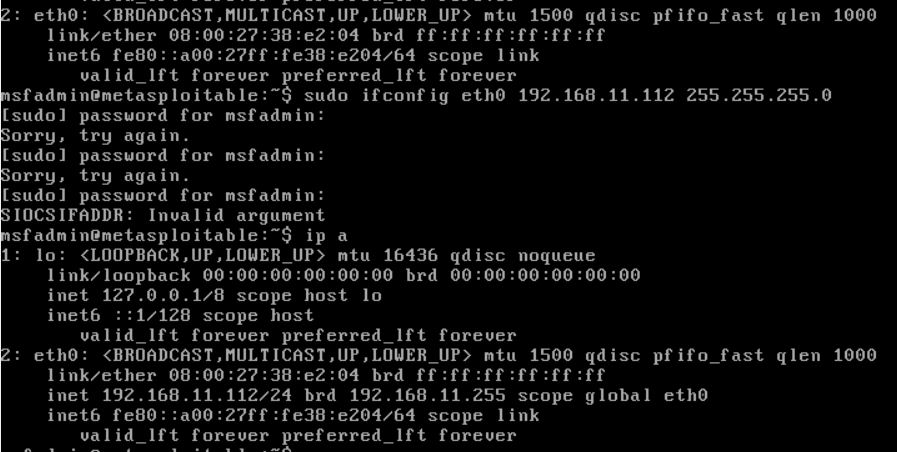 valid_lft forever preferred_lft forever
2: eth0: <BROADCAST,MULTICAST,UP,LOWER_UP> mtu 1500 qdisc pfifo_fast qlen 1000
link/ether 08:00:27:38:e2:04 brd ff:ff:ff:ff:ff:ff
inet6 fe80::a00:27ff:fe38:e204/64 scope link
valid_lft forever preferred_lft forever
msfadmin@metasploitable:~$ sudo ifconfig eth0 192.168.11.112 255.255.255.0
[sudo] password for msfadmin:
Sorry, try again.
[sudo] password for msfadmin:
Sorry, try again.
[sudo] password for msfadmin:
SIOCSIFADDR: Invalid argument
msfadmin@metasploitable:~$ ip a
1: lo: <LOOPBACK,UP,LOWER_UP> mtu 16436 qdisc noqueue
link/loopback 00:00:00:00:00:00 brd 00:00:00:00:00:00
inet 127.0.0.1/8 scope host lo
inet6 ::1/128 scope host
valid_lft forever preferred_lft forever
2: eth0: <BROADCAST,MULTICAST,UP,LOWER_UP> mtu 1500 qdisc pfifo_fast qlen 1000
link/ether 08:00:27:38:e2:04 brd ff:ff:ff:ff:ff:ff
inet 192.168.11.112/24 brd 192.168.11.255 scope global eth0
inet6 fe80::a00:27ff:fe38:e204/64 scope link
valid_lft forever preferred_lft forever